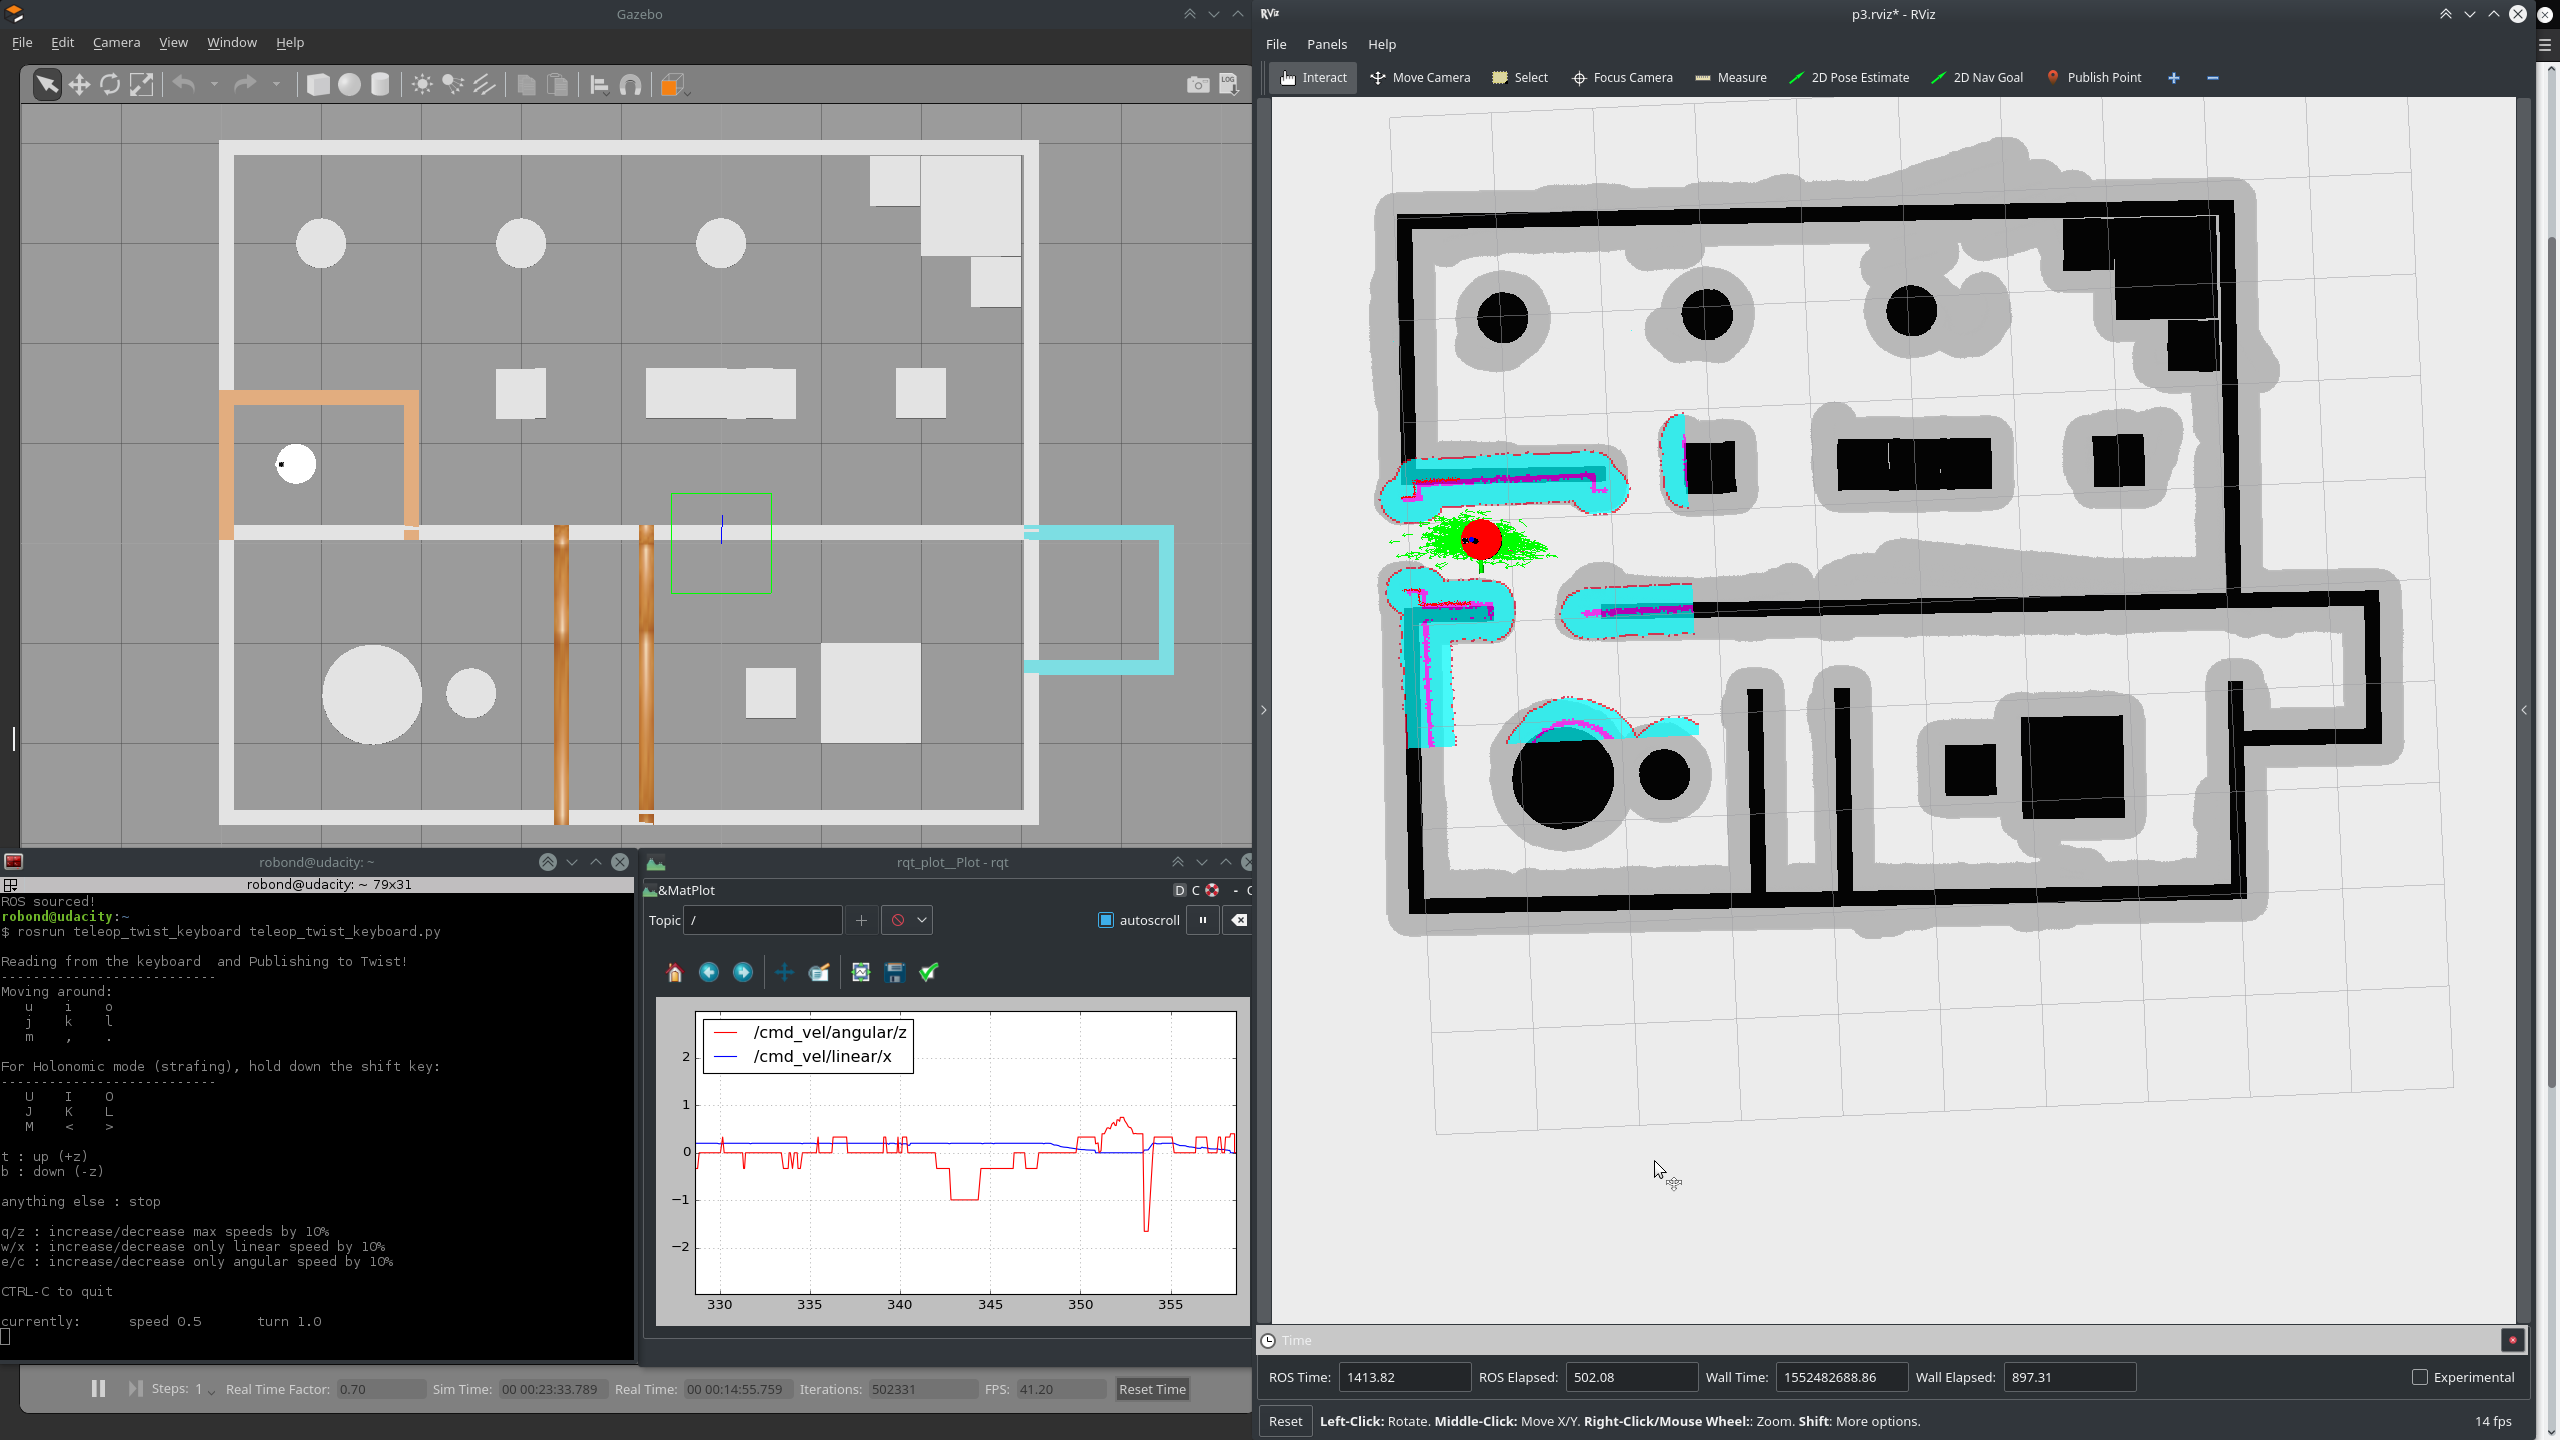 Gazebo
File Edit Camera View Window Help
LOG
RViz p3.rviz* - RViz
File Panels Help
Interact Move Camera Select Focus Camera Measure 2D Pose Estimate 2D Nav Goal Publish Point
robond@udacity: ~
robond@udacity: ~ 79x31
ROS sourced!
robond@udacity:~
$ rosrun teleop_twist_keyboard teleop_twist_keyboard.py
Reading from the keyboard  and Publishing to Twist!
---------------------------
Moving around:
u i o
j k l
m , .
For Holonomic mode (strafing), hold down the shift key:
---------------------------
U I O
J K L
M < >
t : up (+z)
b : down (-z)
anything else : stop
q/z : increase/decrease max speeds by 10%
w/x : increase/decrease only linear speed by 10%
e/c : increase/decrease only angular speed by 10%
CTRL-C to quit
currently: speed 0.5 turn 1.0
rqt_plot__Plot - rqt
&MatPlot D C -
Topic / autoscroll
/cmd_vel/angular/z
/cmd_vel/linear/x
2
1
0
−1
−2
330 335 340 345 350 355
Steps: 1 Real Time Factor: 0.70 Sim Time: 00 00:23:33.789 Real Time: 00 00:14:55.759 Iterations: 502331 FPS: 41.20 Reset Time
Time
ROS Time: 1413.82 ROS Elapsed: 502.08 Wall Time: 1552482688.86 Wall Elapsed: 897.31 Experimental
Reset Left-Click: Rotate. Middle-Click: Move X/Y. Right-Click/Mouse Wheel:: Zoom. Shift: More options. 14 fps